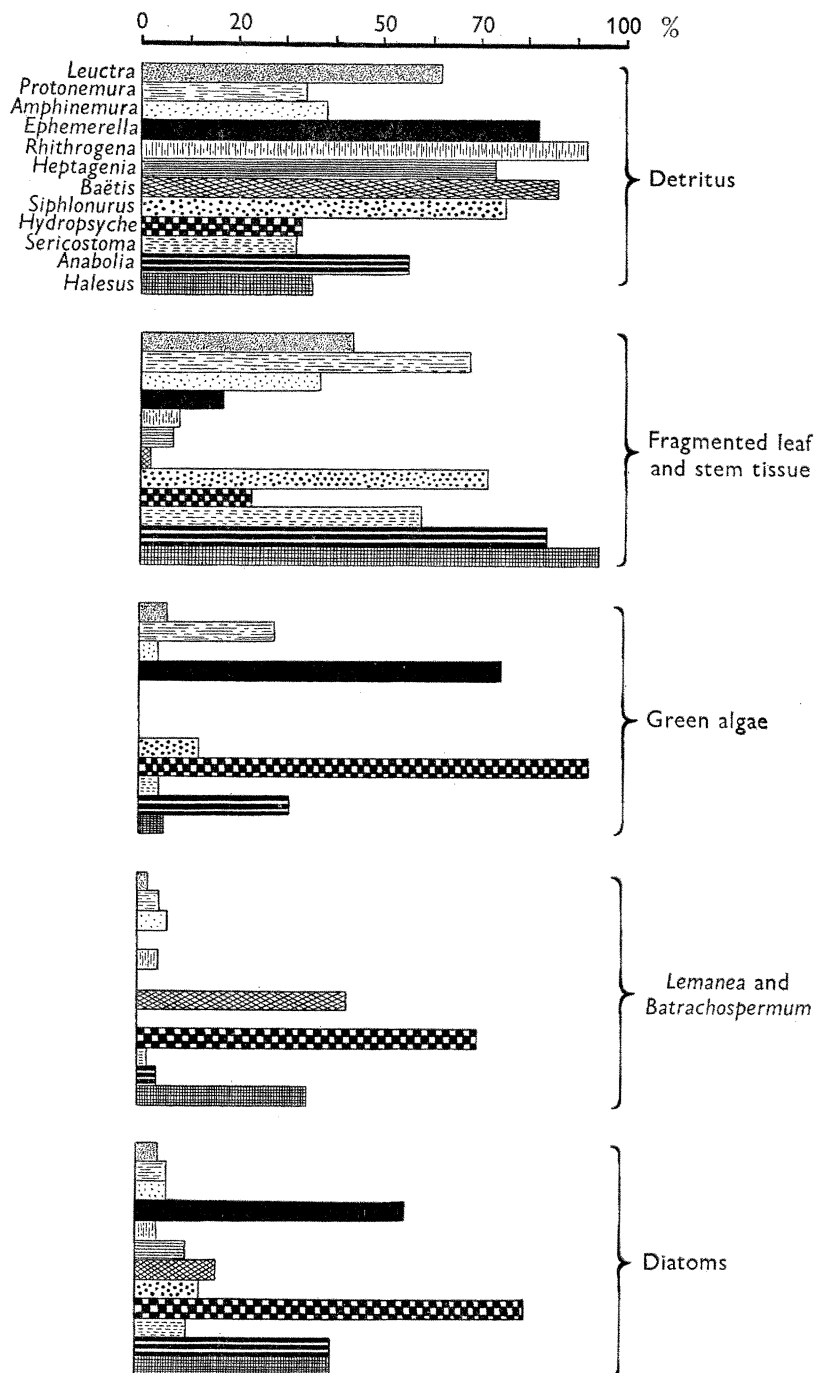 0 20 50 70 100 %
Leuctra
Protonemura
Amphinemura
Ephemerella
Rhithrogena
Heptagenia
Baëtis
Siphlonurus
Hydropsyche
Sericostoma
Anabolia
Halesus
Detritus
Fragmented leaf
and stem tissue
Green algae
Lemanea and
Batrachospermum
Diatoms